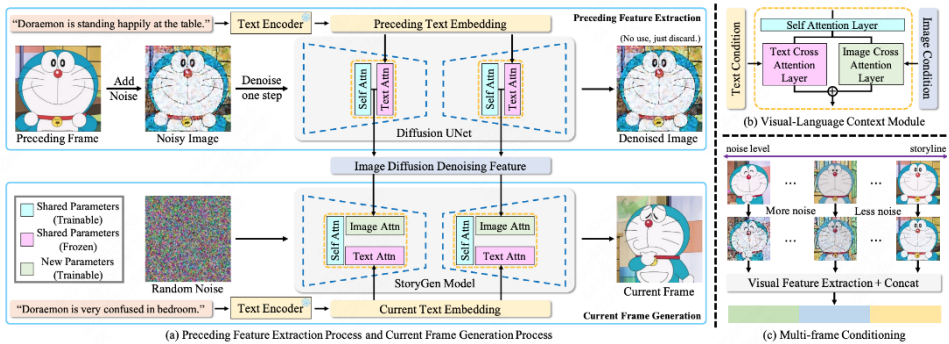 “Doraemon is standing happily at the table.”
Text Encoder
Preceding Text Embedding
Preceding Feature Extraction
(No use, just discard.)
Add
Noise
Denoise
one step
Self Attn
Text Attn
Self Attn
Text Attn
Diffusion UNet
Preceding Frame
Noisy Image
Denoised Image
Image Diffusion Denoising Feature
Shared Parameters
(Trainable)
Shared Parameters
(Frozen)
New Parameters
(Trainable)
Random Noise
Self Attn
Image Attn
Text Attn
Self Attn
Image Attn
Text Attn
StoryGen Model
Current Frame
“Doraemon is very confused in bedroom.”
Text Encoder
Current Text Embedding
Current Frame Generation
(a) Preceding Feature Extraction Process and Current Frame Generation Process
Text Condition
Self Attention Layer
Text Cross
Attention
Layer
Image Cross
Attention
Layer
Image Condition
(b) Visual-Language Context Module
noise level
storyline
...
...
More noise
Less noise
...
...
Visual Feature Extraction + Concat
(c) Multi-frame Conditioning